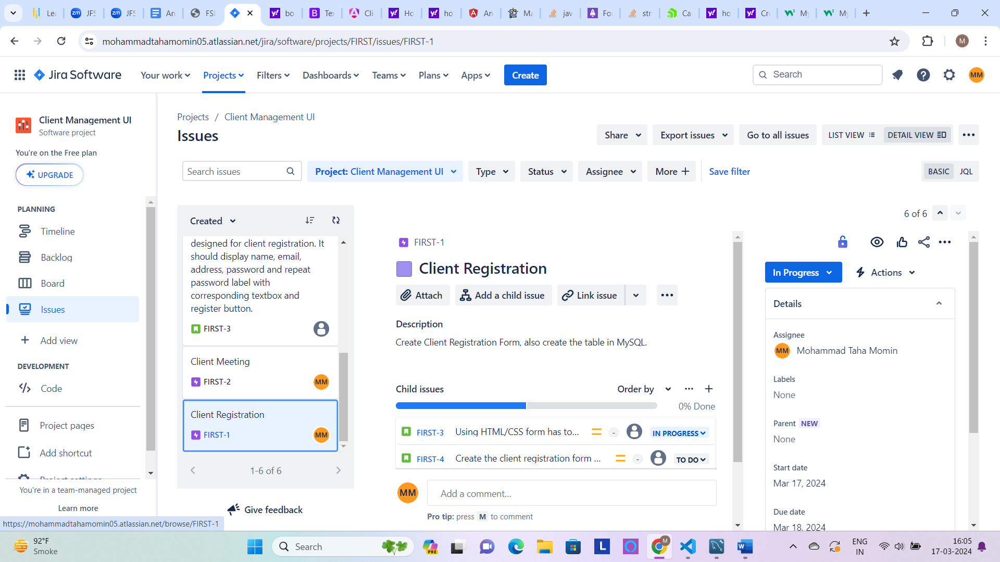 Lea
JFS
JFS
An
FSD
bo
Tex
Clie
Ho
ho
An
Ma
jav
For
stri
Ca
ho
Cre
My
My
mohammadtahamomin05.atlassian.net/jira/software/projects/FIRST/issues/FIRST-1
M
Jira Software
Your work
Projects
Filters
Dashboards
Teams
Plans
Apps
Create
Search
MM
Client Management UI
Software project
You're on the Free plan
UPGRADE
PLANNING
Timeline
Backlog
Board
Issues
Add view
DEVELOPMENT
Code
Project pages
Add shortcut
Project settings
You're in a team-managed project
Learn more
Projects / Client Management UI
Issues
Share
Export issues
Go to all issues
LIST VIEW
DETAIL VIEW
Search issues
Project: Client Management UI
Type
Status
Assignee
More
Save filter
BASIC
JQL
Created
designed for client registration. It
should display name, email,
address, password and repeat
password label with
corresponding textbox and
register button.
FIRST-3
Client Meeting
FIRST-2
MM
Client Registration
FIRST-1
MM
1-6 of 6
Give feedback
6 of 6
FIRST-1
Client Registration
Attach
Add a child issue
Link issue
Description
Create Client Registration Form, also create the table in MySQL.
Child issues
Order by
0% Done
FIRST-3 Using HTML/CSS form has to... - IN PROGRESS
FIRST-4 Create the client registration form ... - TO DO
MM
Add a comment...
Pro tip: press M to comment
In Progress
Actions
Details
Assignee
MM Mohammad Taha Momin
Labels
None
Parent NEW
None
Start date
Mar 17, 2024
Due date
Mar 18, 2024
https://mohammadtahamomin05.atlassian.net/browse/FIRST-1
92°F
Smoke
Search
PRE
L
M
ENG
IN
16:05
17-03-2024